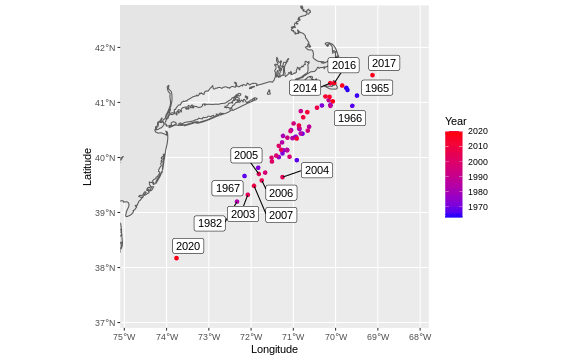 42°N
41°N
40°N
39°N
38°N
37°N
Latitude
2016
2017
2014
1965
1966
2005
2004
1967
2006
1982
2003
2007
2020
75°W
74°W
73°W
72°W
71°W
70°W
69°W
68°W
Longitude
Year
2020
2010
2000
1990
1980
1970